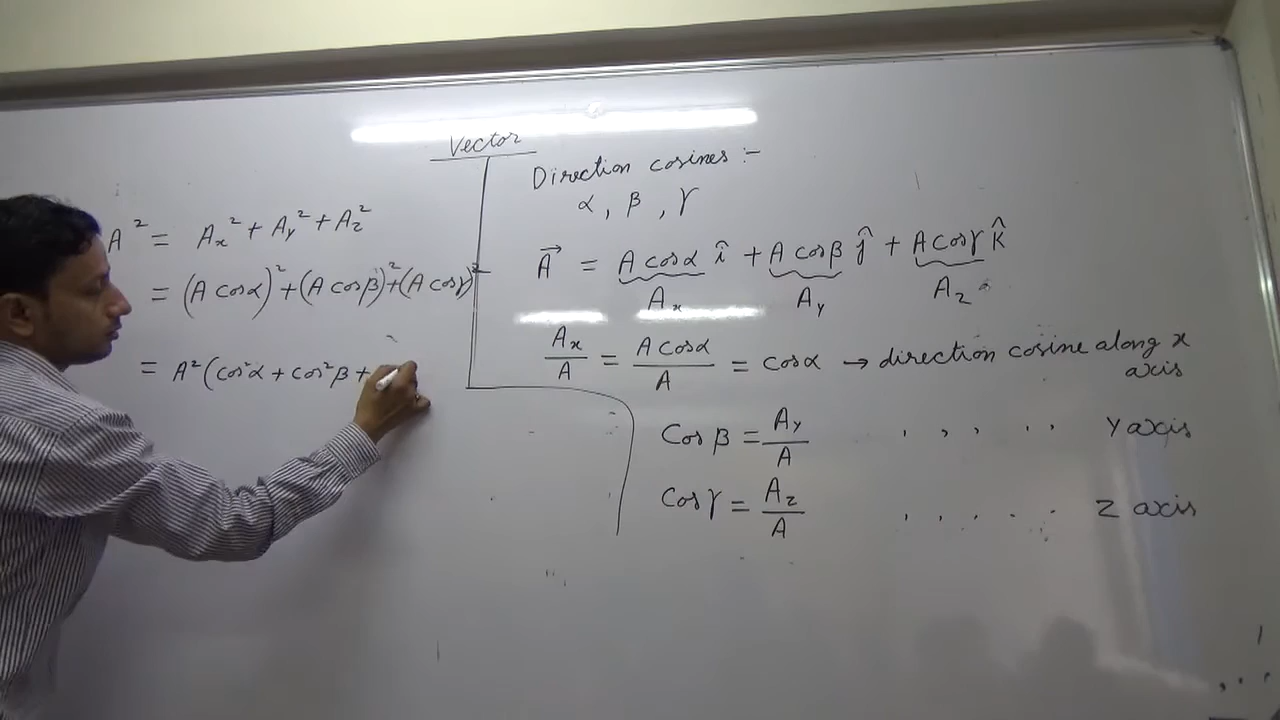 Vector
A² = Ax² + Ay² + Az²
= (A cosα)² + (A cosβ)² + (A cosγ)²
= A² (cos²α + cos²β +
Direction cosines :-
α , β , γ
A⃗ = A cosα î + A cosβ ĵ + A cosγ k̂
Ax Ay Az
Ax/A = A cosα/A = cosα → direction cosine along x
axis
Cos β = Ay/A , , , , , y axis
Cos γ = Az/A . . . . . z axis